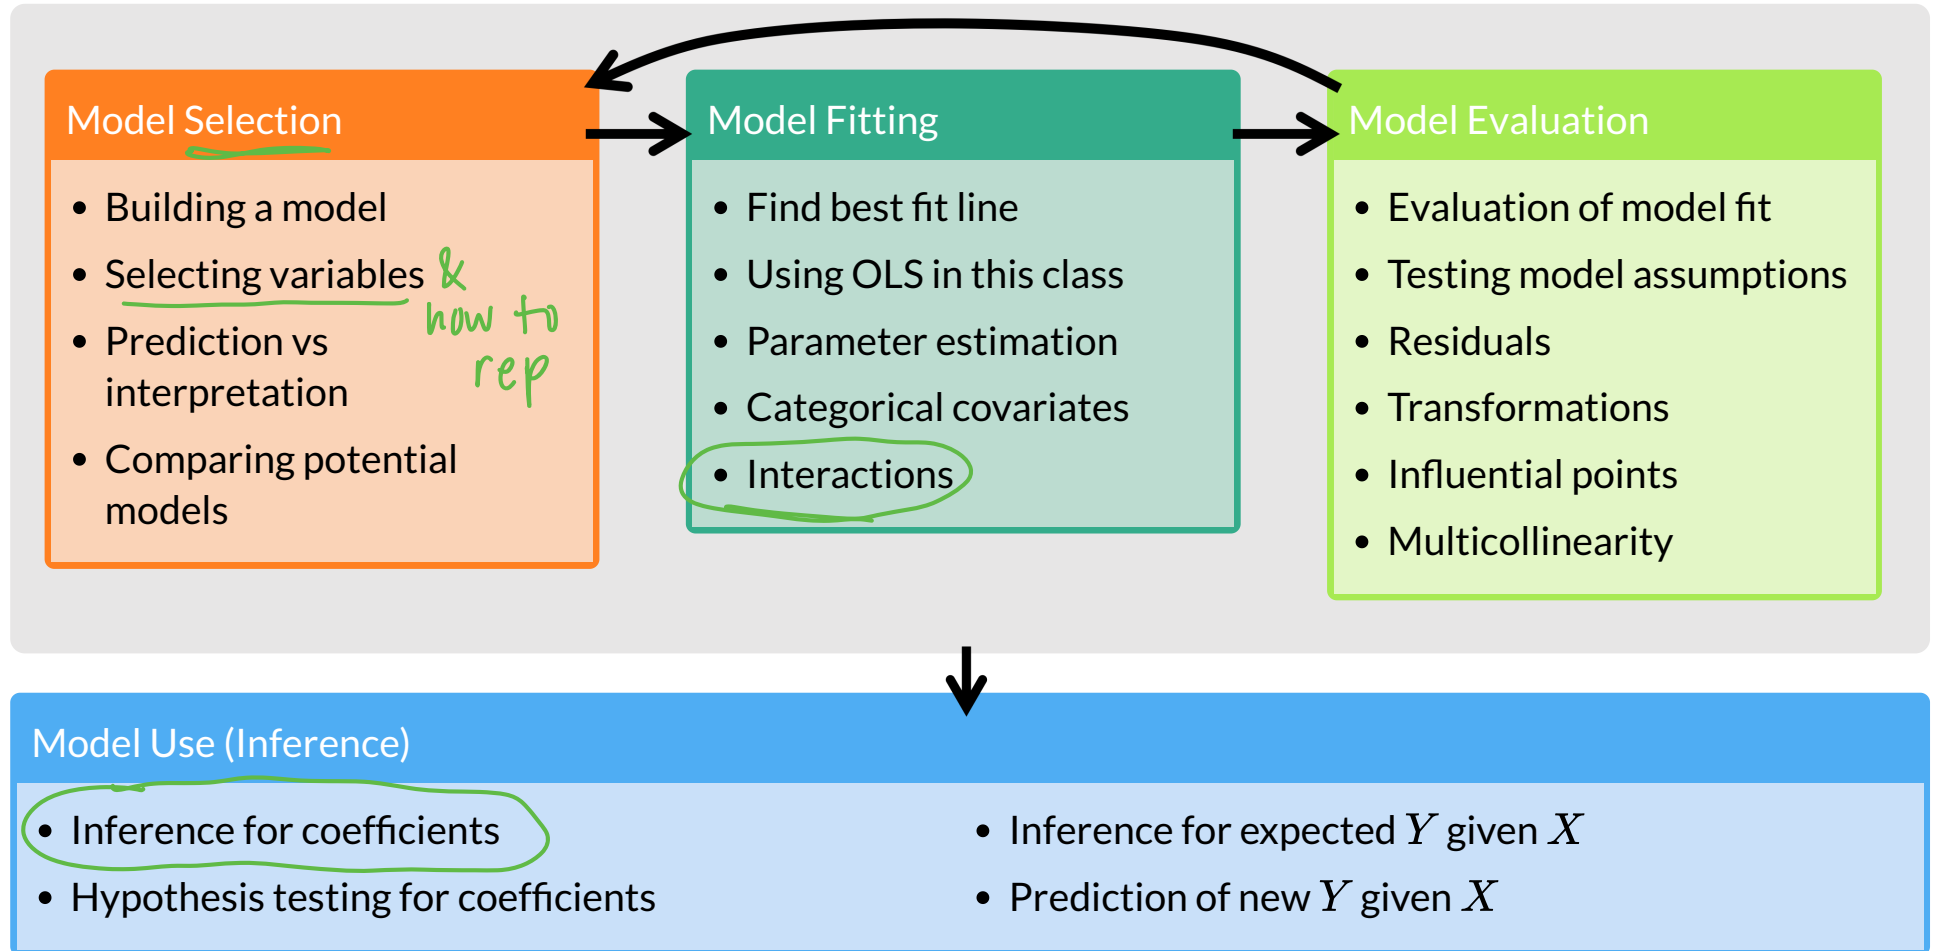 Model Selection
• Building a model
• Selecting variables &
how to
rep
• Prediction vs
interpretation
• Comparing potential
models
Model Fitting
• Find best fit line
• Using OLS in this class
• Parameter estimation
• Categorical covariates
• Interactions
Model Evaluation
• Evaluation of model fit
• Testing model assumptions
• Residuals
• Transformations
• Influential points
• Multicollinearity
Model Use (Inference)
• Inference for coefficients
• Hypothesis testing for coefficients
• Inference for expected Y given X
• Prediction of new Y given X